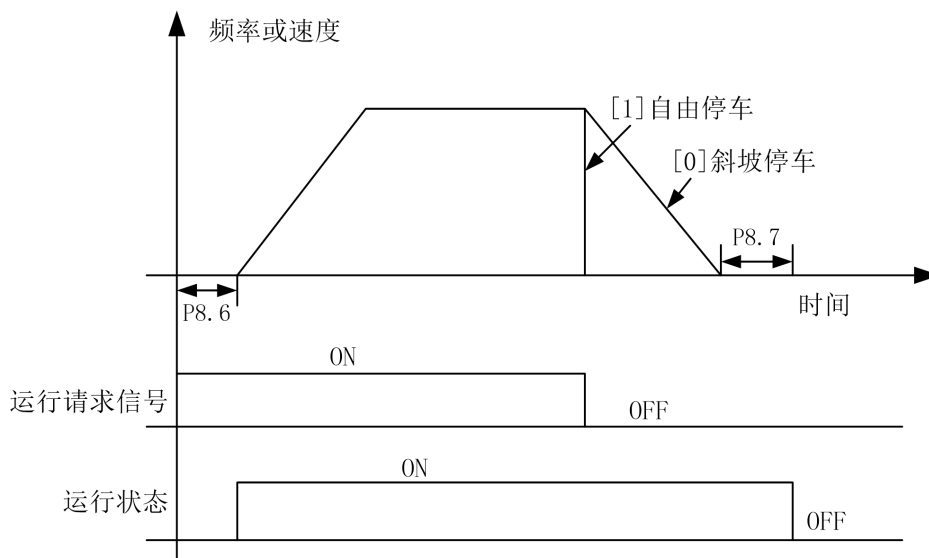 频率或速度
[1]自由停车
[0]斜坡停车
P8.7
P8.6
时间
ON
运行请求信号
OFF
ON
运行状态
OFF